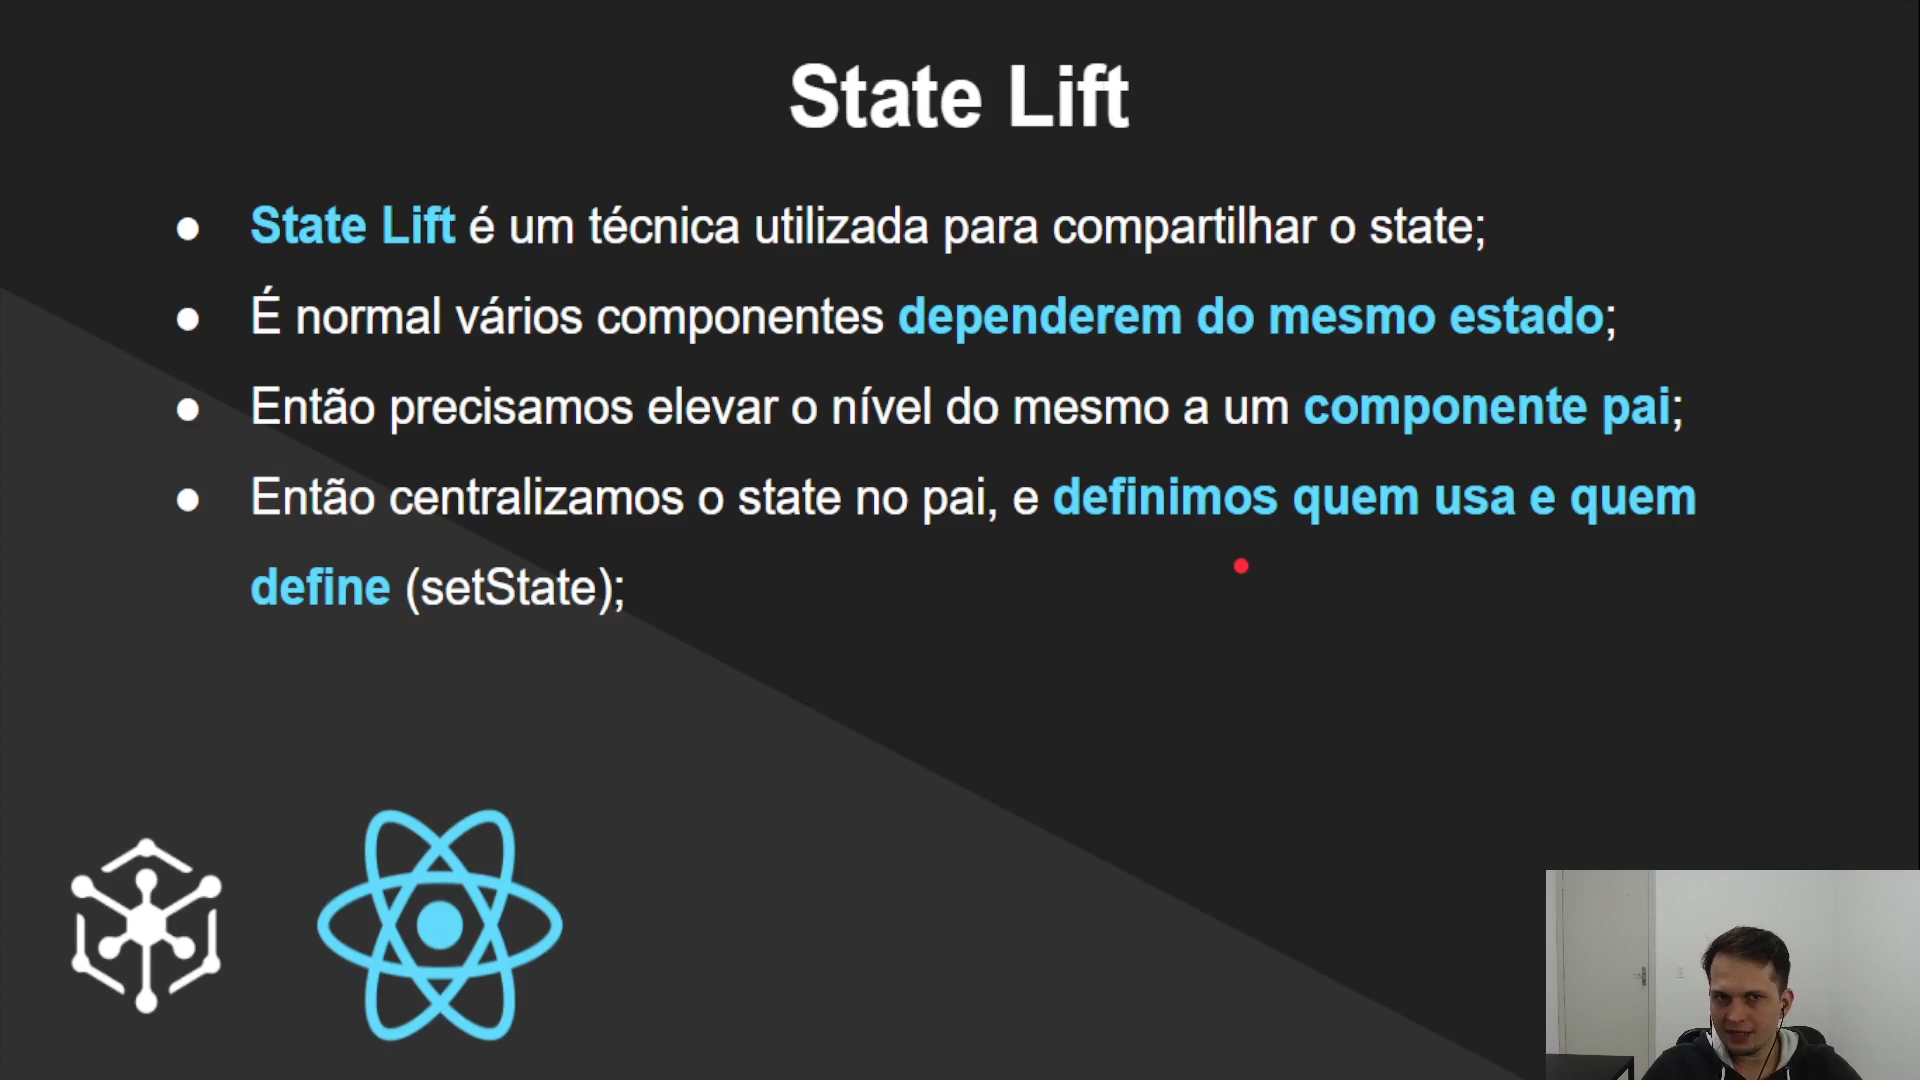 State Lift
● State Lift é um técnica utilizada para compartilhar o state;
● É normal vários componentes dependerem do mesmo estado;
● Então precisamos elevar o nível do mesmo a um componente pai;
● Então centralizamos o state no pai, e definimos quem usa e quem
define (setState);